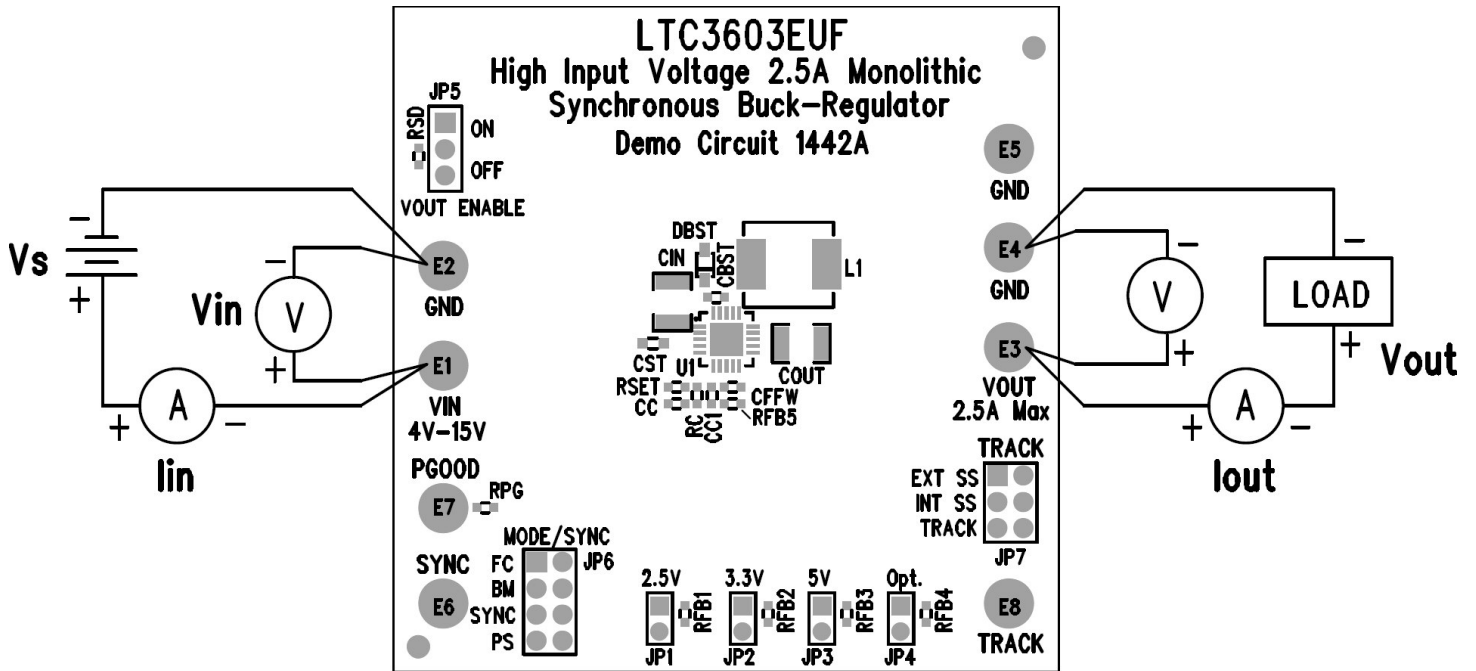 LTC3603EUF
High Input Voltage 2.5A Monolithic
Synchronous Buck-Regulator
Demo Circuit 1442A
JP5
RSD
ON
OFF
VOUT ENABLE
-
Vs
+
-
Vin
V
+
+
A
-
Iin
E2
GND
E1
VIN
4V-15V
PGOOD
E7
RPG
SYNC
E6
MODE/SYNC
FC
JP6
BM
SYNC
PS
DBST
CIN
CBST
L1
CST
U1
COUT
RSET
CC
RC
CC1
CFFW
RFB5
2.5V
RFB1
JP1
3.3V
RFB2
JP2
5V
RFB3
JP3
Opt.
RFB4
JP4
E5
GND
E4
GND
E3
VOUT
2.5A Max
TRACK
EXT SS
INT SS
TRACK
JP7
E8
TRACK
-
V
+
-
LOAD
+
Vout
+
A
-
Iout